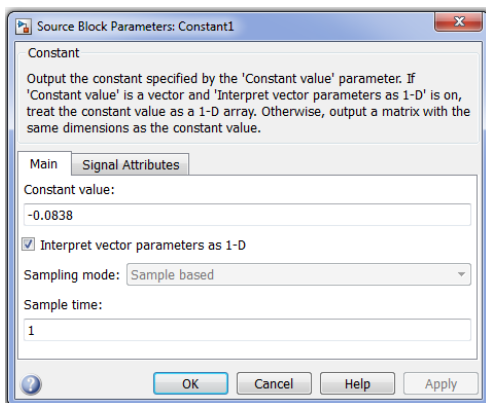 Source Block Parameters: Constant1
Constant
Output the constant specified by the 'Constant value' parameter. If
'Constant value' is a vector and 'Interpret vector parameters as 1-D' is on,
treat the constant value as a 1-D array. Otherwise, output a matrix with the
same dimensions as the constant value.
Main Signal Attributes
Constant value:
-0.0838
Interpret vector parameters as 1-D
Sampling mode: Sample based
Sample time:
1
OK Cancel Help Apply